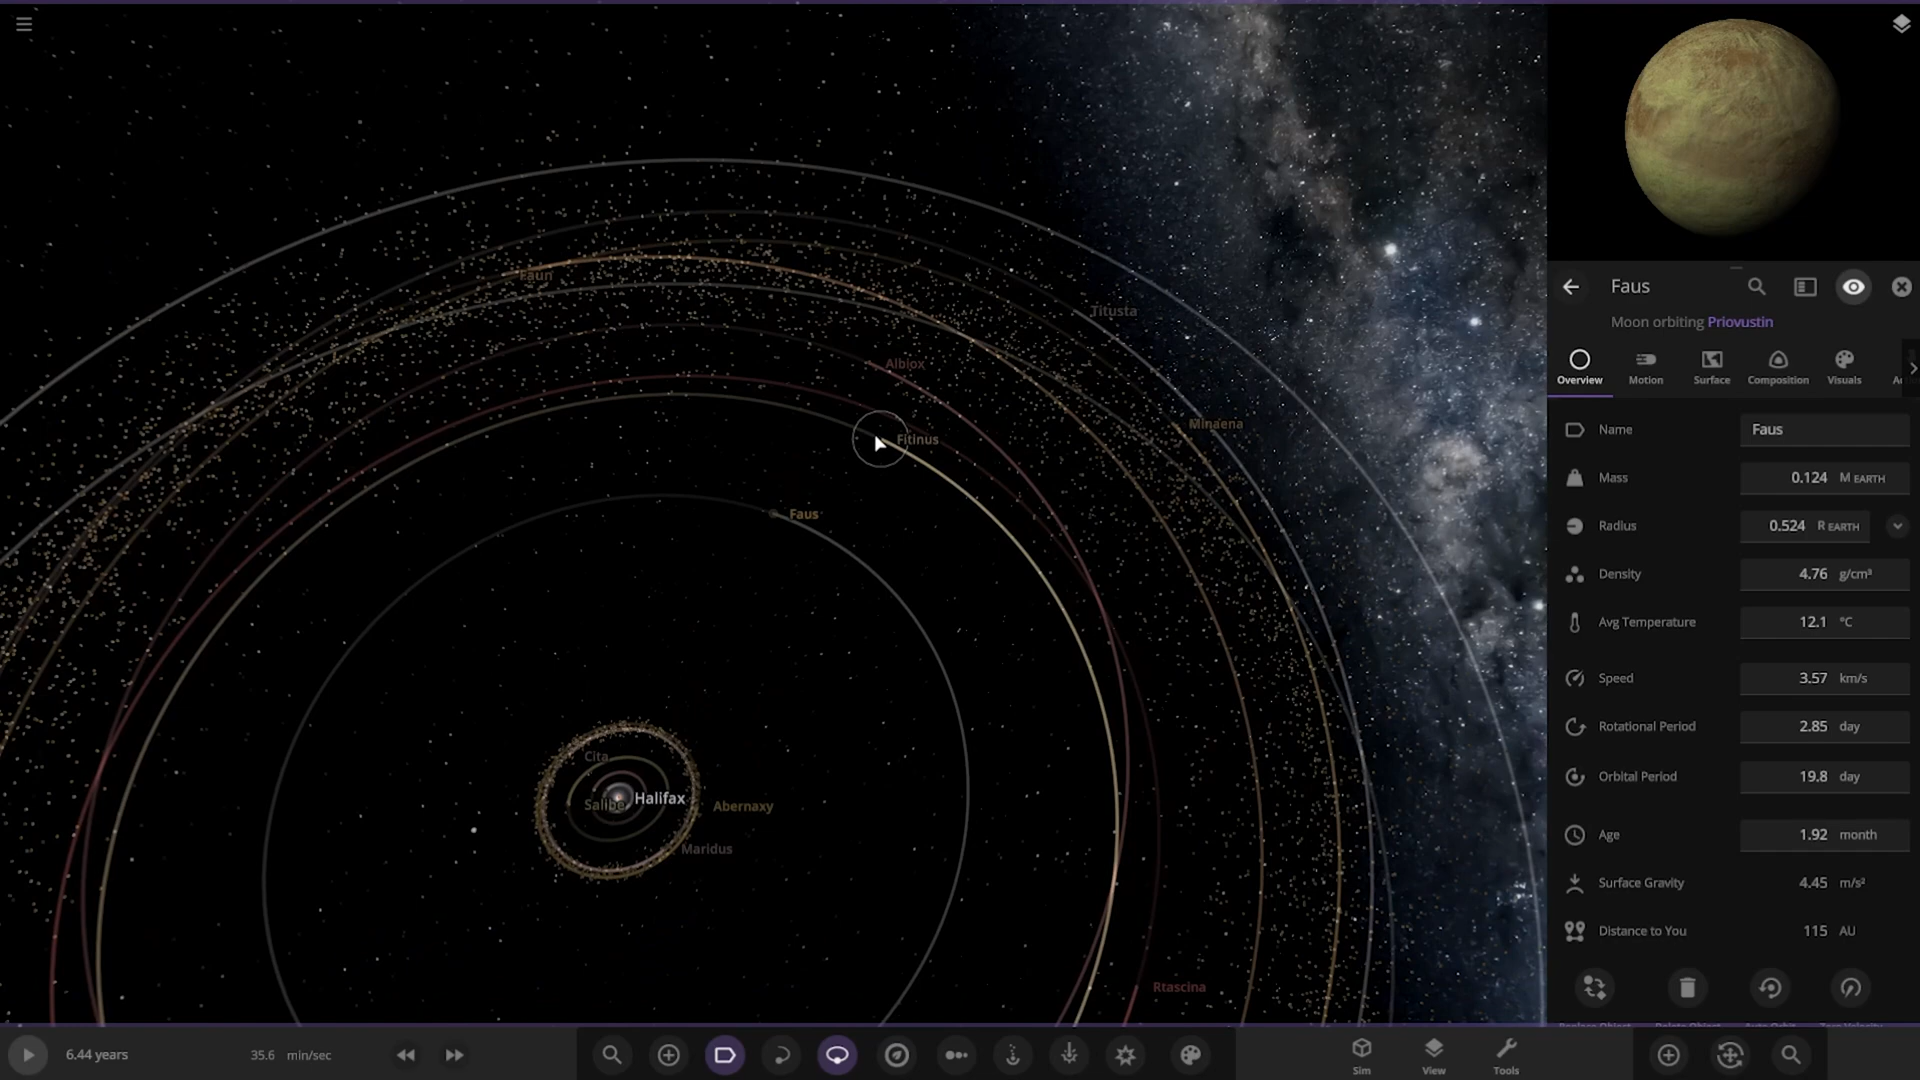 Faun
Titusta
Albiox
Minaena
Fitinus
Faus
Cita
Salibe
Halifax
Abernaxy
Maridus
Rtascina
Faus
Moon orbiting Priovustin
Overview
Motion
Surface
Composition
Visuals
Name Faus
Mass 0.124 M EARTH
Radius 0.524 R EARTH
Density 4.76 g/cm³
Avg Temperature 12.1 °C
Speed 3.57 km/s
Rotational Period 2.85 day
Orbital Period 19.8 day
Age 1.92 month
Surface Gravity 4.45 m/s²
Distance to You 115 AU
6.44 years 35.6 min/sec
Sim
View
Tools